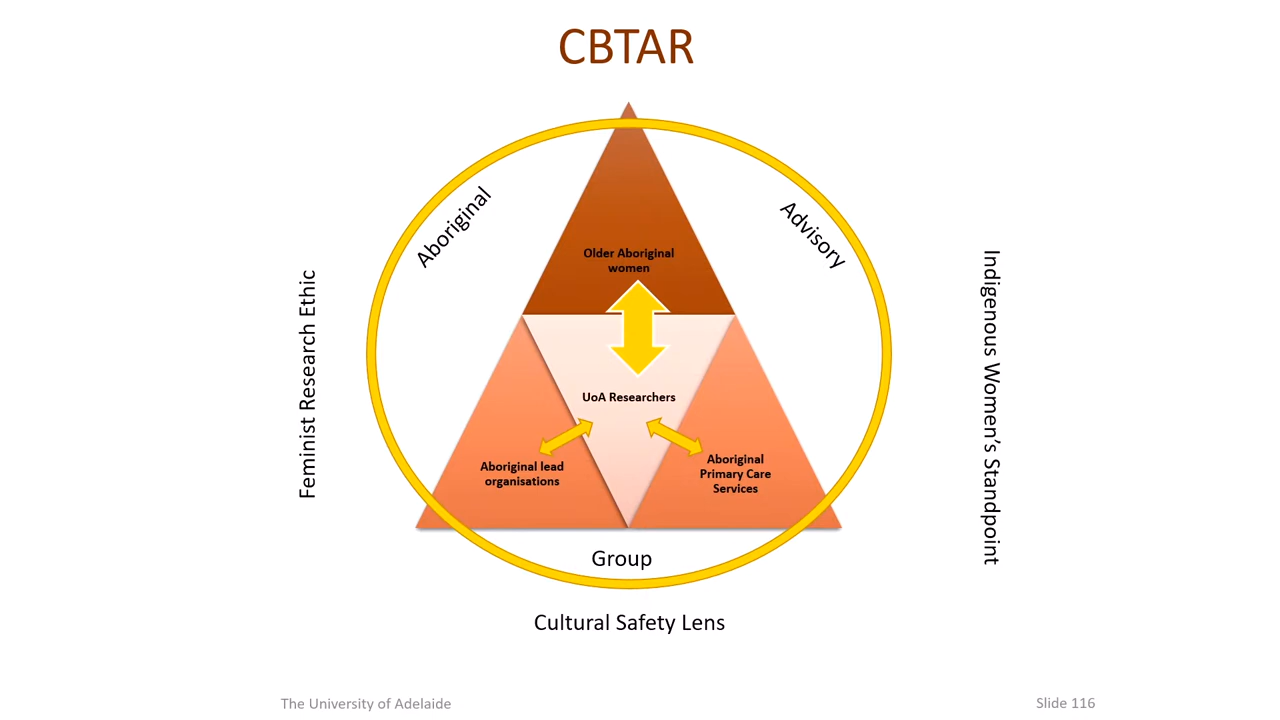 CBTAR
Aboriginal
Advisory
Older Aboriginal
women
Feminist Research Ethic
Indigenous Women's Standpoint
UoA Researchers
Aboriginal lead
organisations
Aboriginal
Primary Care
Services
Group
Cultural Safety Lens
The University of Adelaide
Slide 116